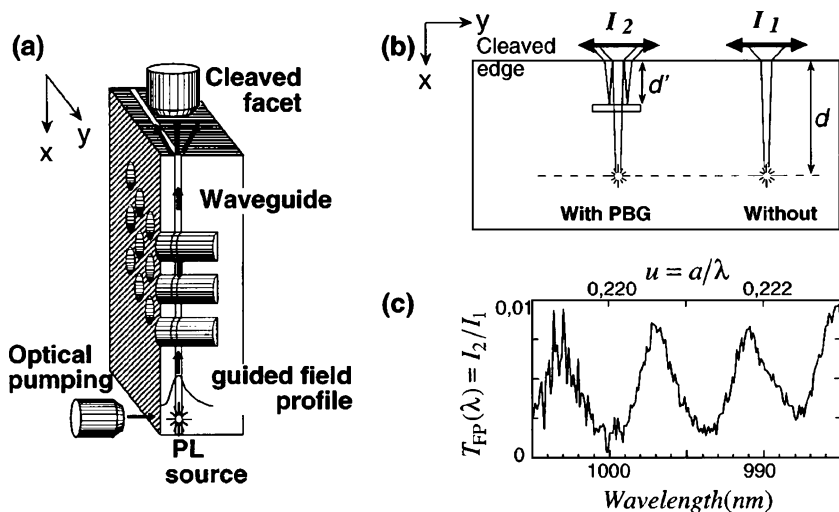 (a)
x
y
Cleaved
facet
Waveguide
Optical
pumping
guided field
profile
PL
source
(b)
y
x
Cleaved
edge
I2
I1
d'
d
With PBG
Without
(c)
u = a/λ
0,220
0,222
0,01
0
TFP(λ) = I2/I1
1000
990
Wavelength(nm)